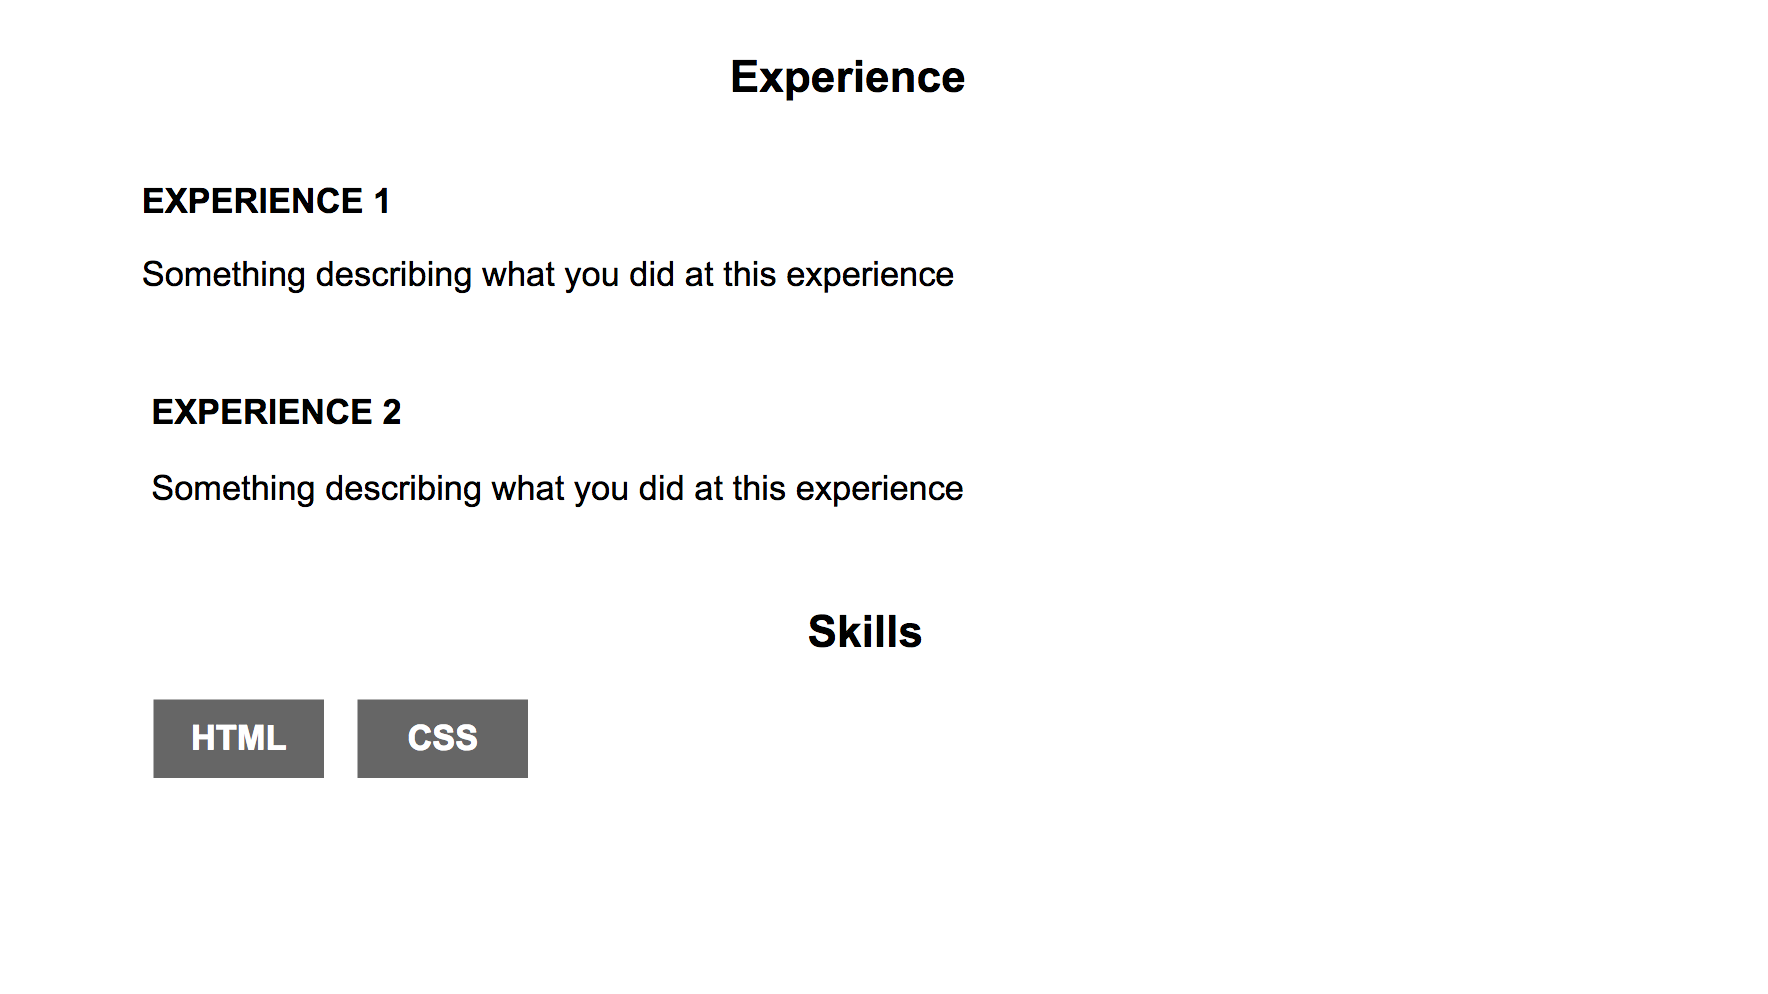 Experience
EXPERIENCE 1
Something describing what you did at this experience
EXPERIENCE 2
Something describing what you did at this experience
Skills
HTML CSS